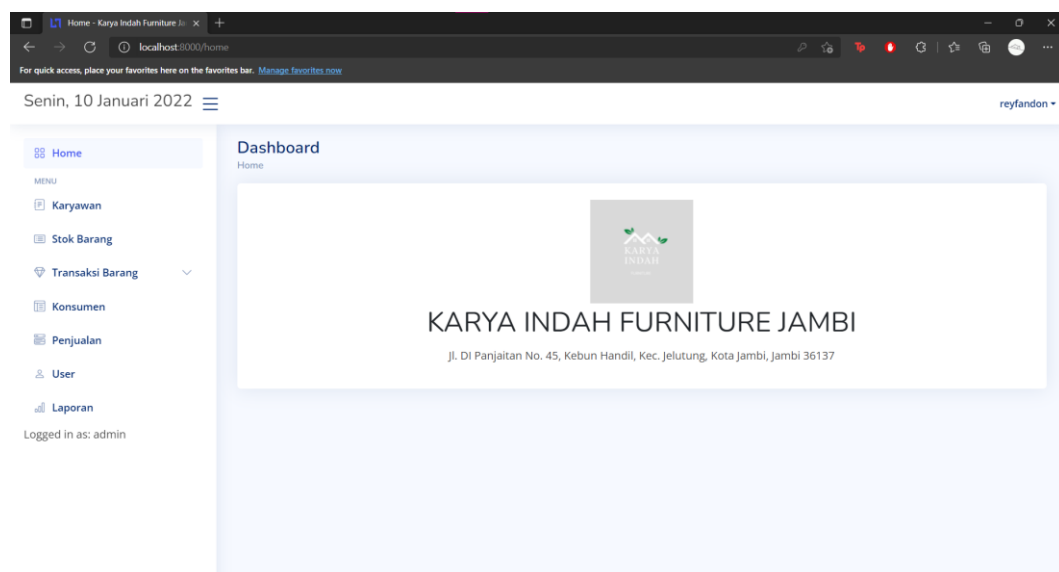 Home - Karya Indah Furniture Ja
localhost:8000/home
For quick access, place your favorites here on the favorites bar. Manage favorites now
Senin, 10 Januari 2022
reyfandon
Home
MENU
Karyawan
Stok Barang
Transaksi Barang
Konsumen
Penjualan
User
Laporan
Logged in as: admin
Dashboard
Home
KARYA
INDAH
KARYA INDAH FURNITURE JAMBI
Jl. DI Panjaitan No. 45, Kebun Handil, Kec. Jelutung, Kota Jambi, Jambi 36137